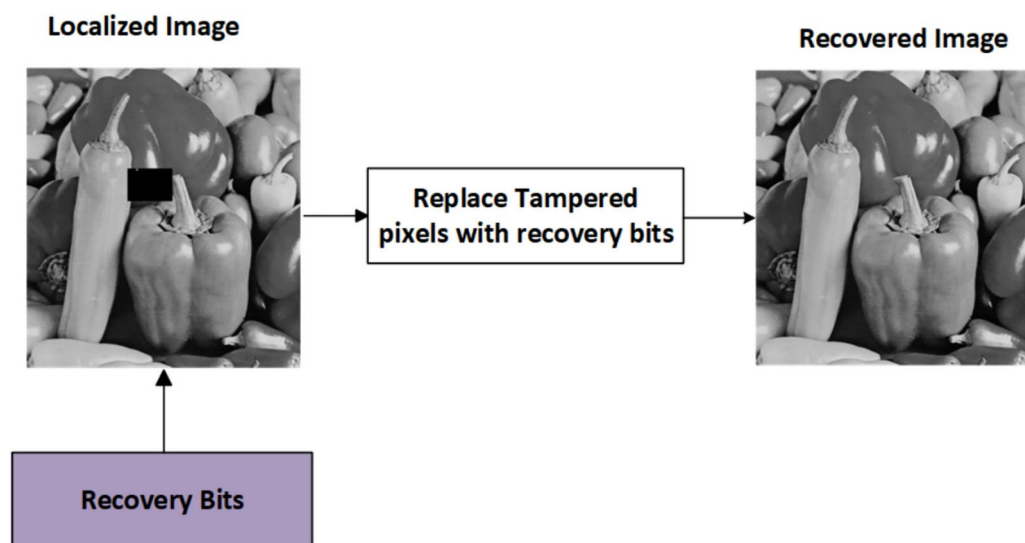 Localized Image
Recovered Image
Replace Tampered
pixels with recovery bits
Recovery Bits